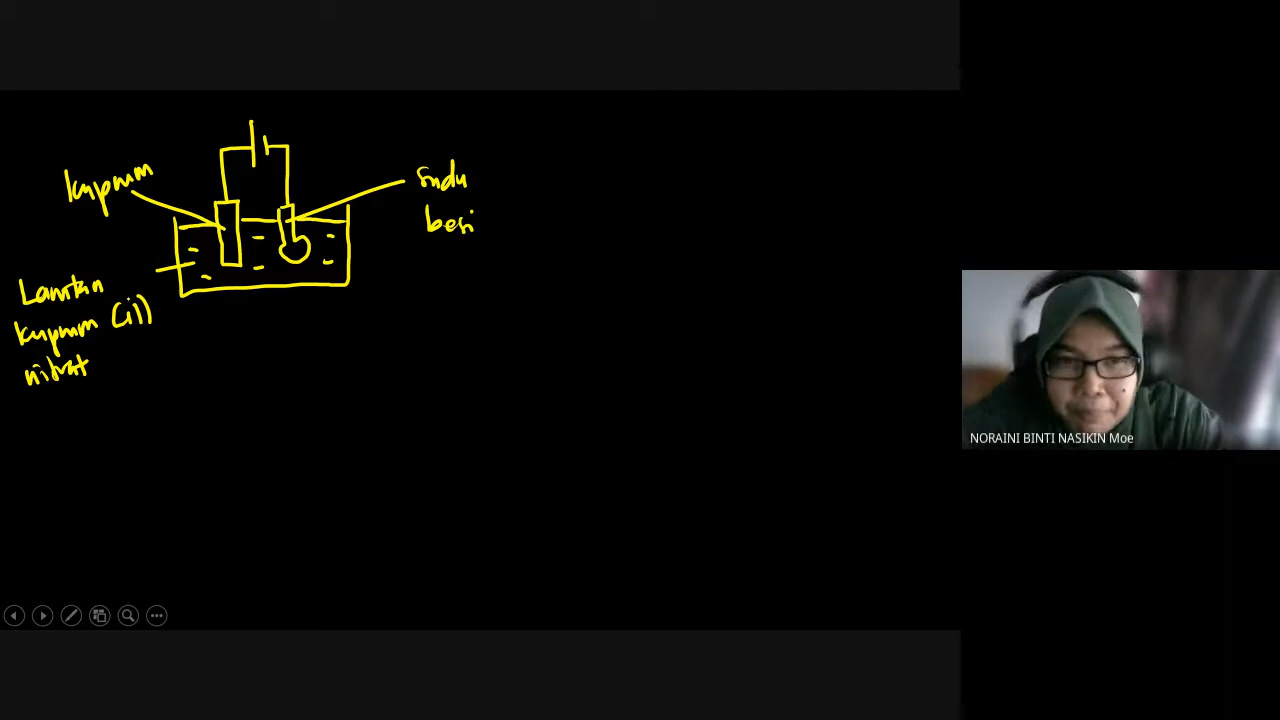 kuprum
sudu
besi
Larutan
kuprum (ii)
nitrat
NORAINI BINTI NASIKIN Moe